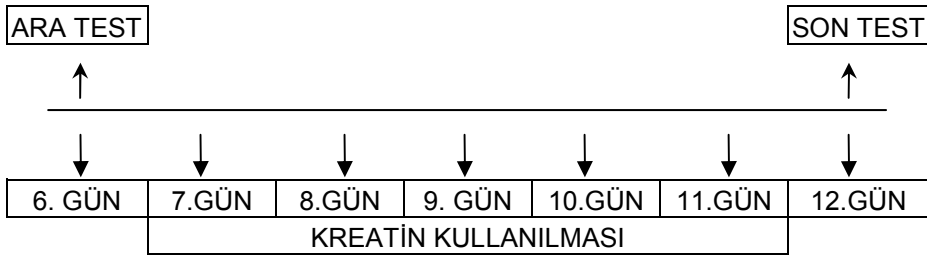 ARA TEST SON TEST
6. GÜN 7.GÜN 8.GÜN 9. GÜN 10.GÜN 11.GÜN 12.GÜN
KREATİN KULLANILMASI